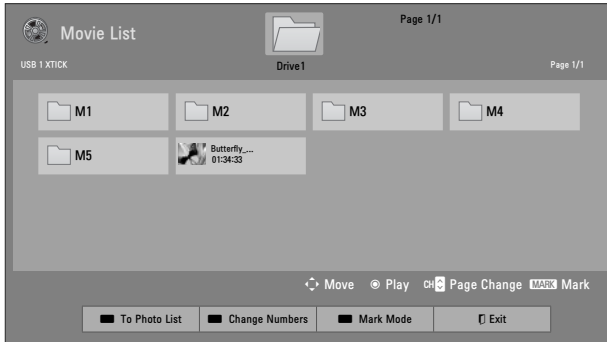 Page 1/1
Movie List
USB 1 XTICK
Drive1
Page 1/1
M1
M2
M3
M4
M5
Butterfly_...
01:34:33
Move
Play
CH Page Change
MARK Mark
To Photo List
Change Numbers
Mark Mode
Exit